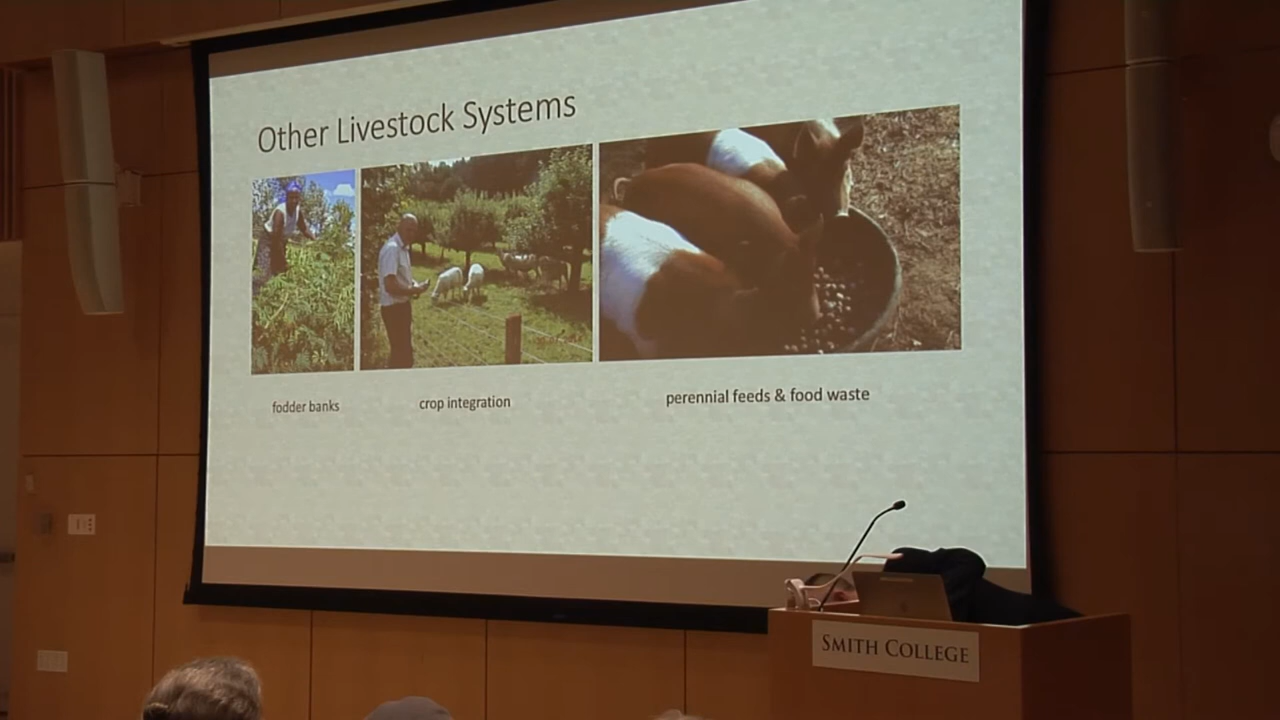 Other Livestock Systems
fodder banks
crop integration
perennial feeds & food waste
SMITH COLLEGE